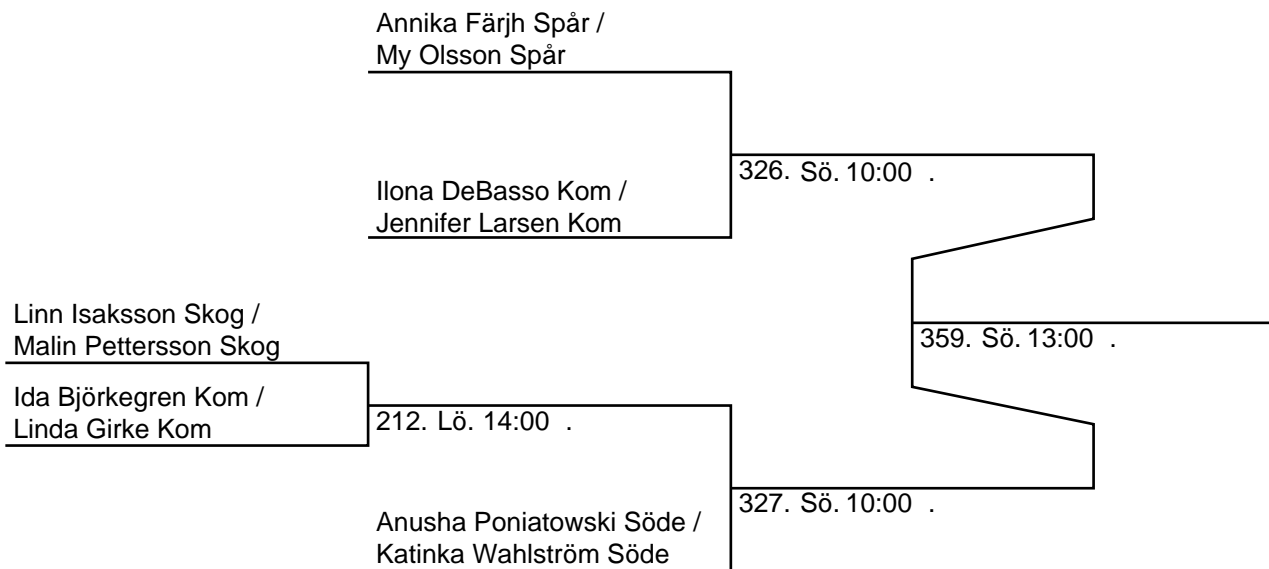 Annika Färjh Spår /
My Olsson Spår
326. Sö. 10:00 .
Ilona DeBasso Kom /
Jennifer Larsen Kom
Linn Isaksson Skog /
Malin Pettersson Skog
359. Sö. 13:00 .
Ida Björkegren Kom /
Linda Girke Kom
212. Lö. 14:00 .
327. Sö. 10:00 .
Anusha Poniatowski Söde /
Katinka Wahlström Söde